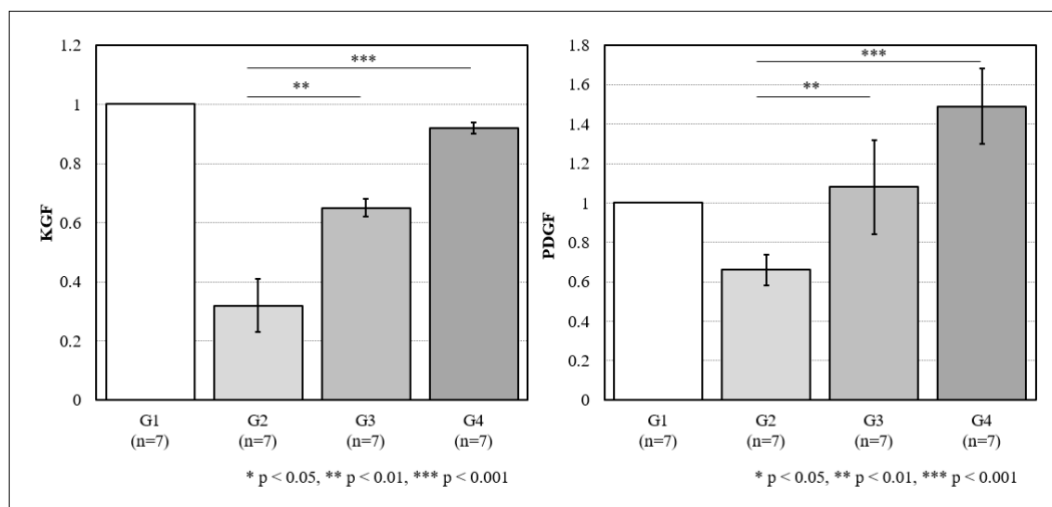 KGF
1.2
1
0.8
0.6
0.4
0.2
0
***
**
G1
(n=7)
G2
(n=7)
G3
(n=7)
G4
(n=7)
* p < 0.05, ** p < 0.01, *** p < 0.001
PDGF
1.8
1.6
1.4
1.2
1
0.8
0.6
0.4
0.2
0
***
**
G1
(n=7)
G2
(n=7)
G3
(n=7)
G4
(n=7)
* p < 0.05, ** p < 0.01, *** p < 0.001